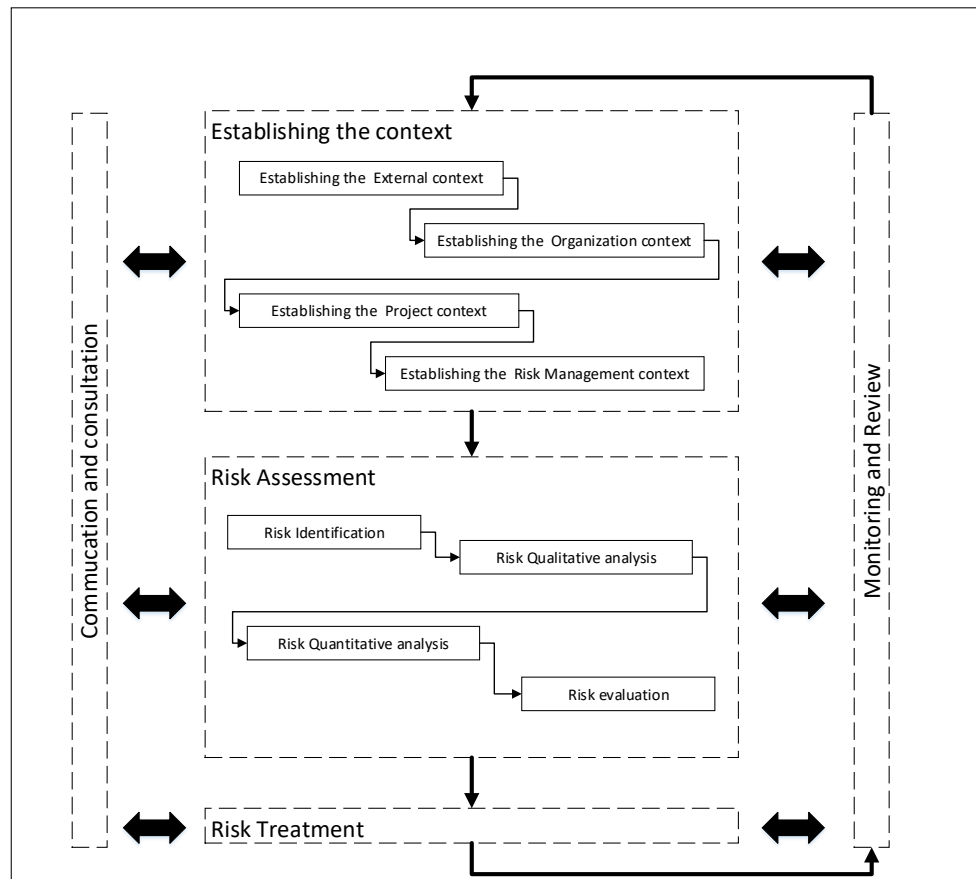 Establishing the context
Establishing the External context
Establishing the Organization context
Establishing the Project context
Establishing the Risk Management context
Risk Assessment
Risk Identification
Risk Qualitative analysis
Risk Quantitative analysis
Risk evaluation
Risk Treatment
Commucation and consultation
Monitoring and Review